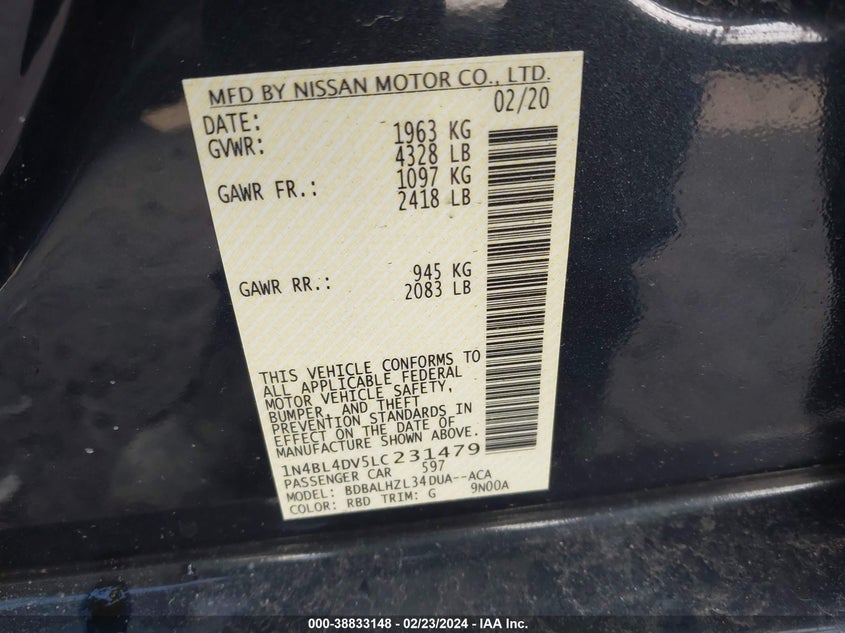 MFD BY NISSAN MOTOR CO., LTD.
DATE: 02/20
GVWR: 1963 KG
4328 LB
GAWR FR.: 1097 KG
2418 LB
GAWR RR.: 945 KG
2083 LB
THIS VEHICLE CONFORMS TO
ALL APPLICABLE FEDERAL
MOTOR VEHICLE SAFETY,
BUMPER, AND THEFT
PREVENTION STANDARDS IN
EFFECT ON THE DATE OF
MANUFACTURE SHOWN ABOVE.
1N4BL4DV5LC231479
PASSENGER CAR 597
MODEL: BDBALHZL34DUA--ACA
COLOR: RBD TRIM: G 9N00A
000-38833148 - 02/23/2024 - IAA Inc.